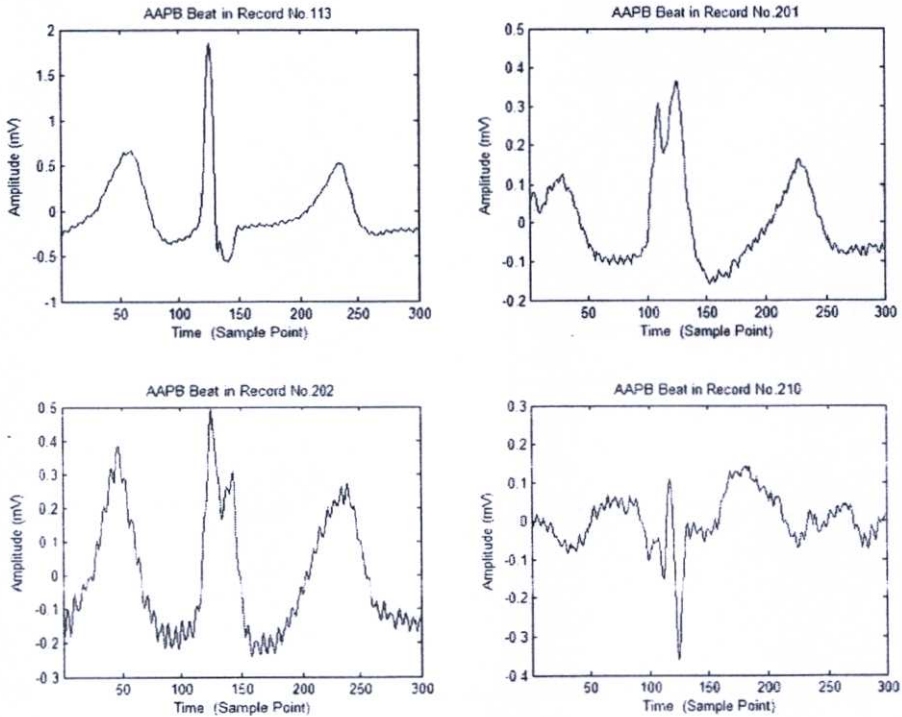 AAPB Beat in Record No.113
2
1.5
1
0.5
0
-0.5
-1
Amplitude (mV)
50 100 150 200 250 300
Time (Sample Point)
AAPB Beat in Record No.201
0.5
0.4
0.3
0.2
0.1
0
-0.1
-0.2
Amplitude (mV)
50 100 150 200 250 300
Time (Sample Point)
AAPB Beat in Record No.202
0.5
0.4
0.3
0.2
0.1
0
-0.1
-0.2
-0.3
Amplitude (mV)
50 100 150 200 250 300
Time (Sample Point)
AAPB Beat in Record No.210
0.3
0.2
0.1
0
-0.1
-0.2
-0.3
-0.4
Amplitude (mV)
50 100 150 200 250 300
Time (Sample Point)